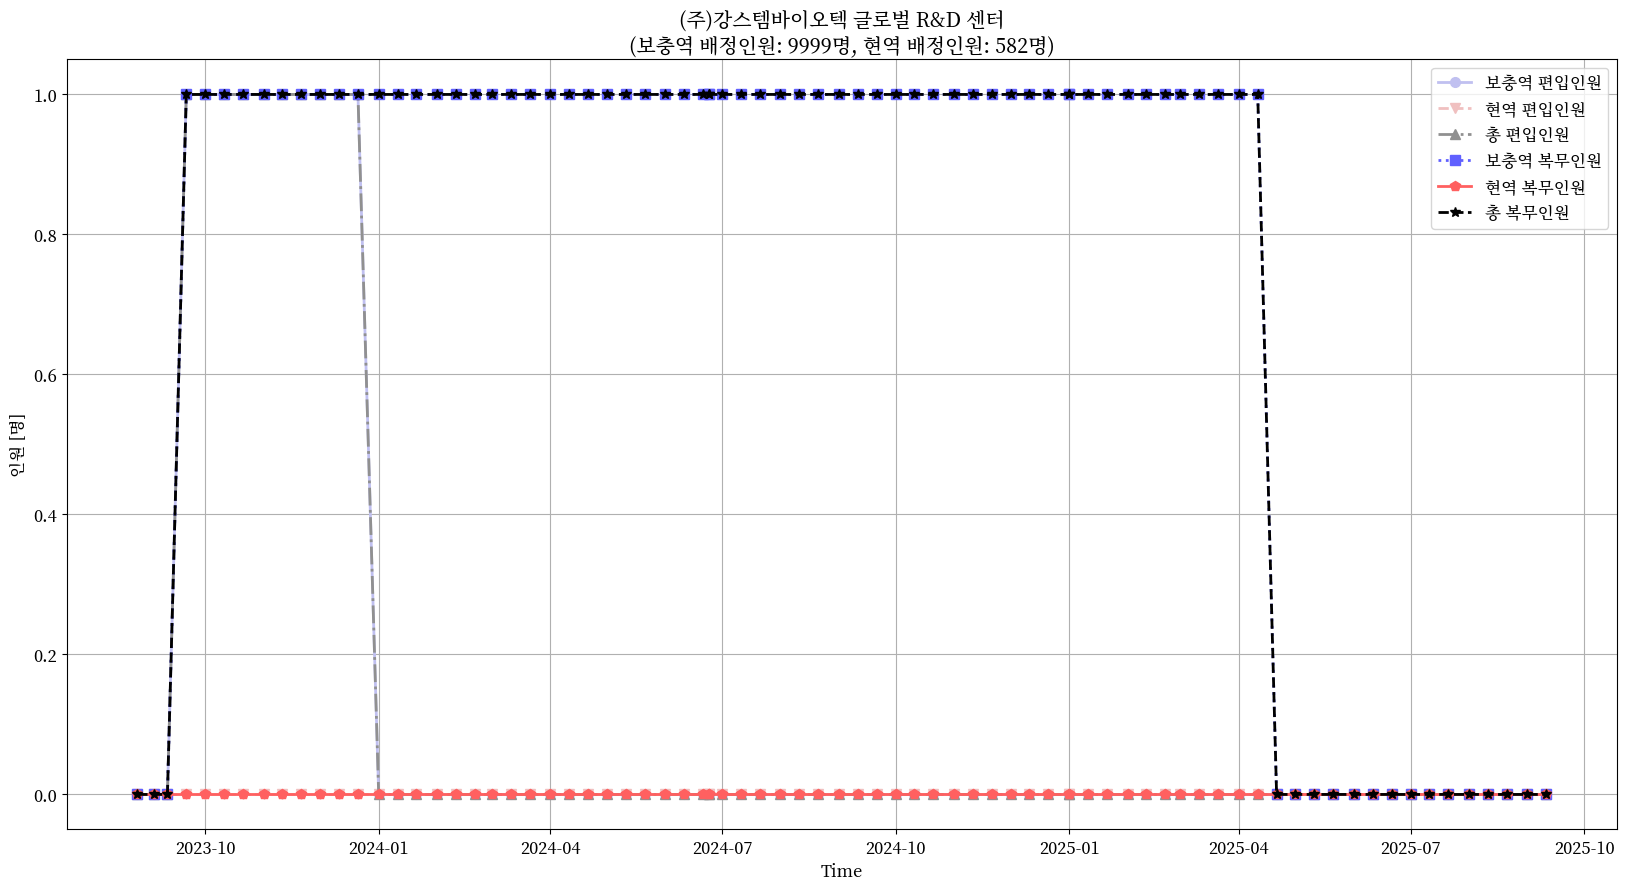 (주)강스템바이오텍 글로벌 R&D 센터
(보충역 배정인원: 9999명, 현역 배정인원: 582명)
보충역 편입인원
현역 편입인원
총 편입인원
보충역 복무인원
현역 복무인원
총 복무인원
인원 [명]
1.0
0.8
0.6
0.4
0.2
0.0
2023-10
2024-01
2024-04
2024-07
2024-10
2025-01
2025-04
2025-07
2025-10
Time